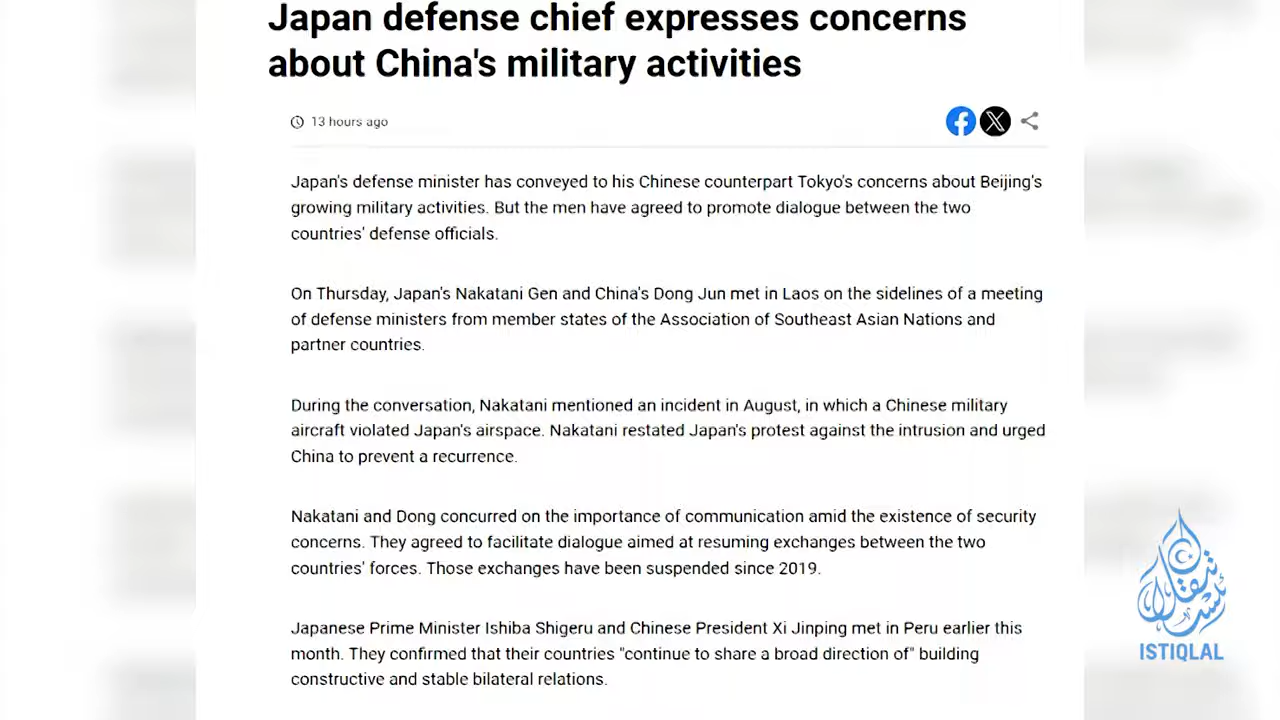 Japan defense chief expresses concerns
about China's military activities
13 hours ago
Japan's defense minister has conveyed to his Chinese counterpart Tokyo's concerns about Beijing's
growing military activities. But the men have agreed to promote dialogue between the two
countries' defense officials.
On Thursday, Japan's Nakatani Gen and China's Dong Jun met in Laos on the sidelines of a meeting
of defense ministers from member states of the Association of Southeast Asian Nations and
partner countries.
During the conversation, Nakatani mentioned an incident in August, in which a Chinese military
aircraft violated Japan's airspace. Nakatani restated Japan's protest against the intrusion and urged
China to prevent a recurrence.
Nakatani and Dong concurred on the importance of communication amid the existence of security
concerns. They agreed to facilitate dialogue aimed at resuming exchanges between the two
countries' forces. Those exchanges have been suspended since 2019.
Japanese Prime Minister Ishiba Shigeru and Chinese President Xi Jinping met in Peru earlier this
month. They confirmed that their countries "continue to share a broad direction of" building
constructive and stable bilateral relations.
ISTIQLAL